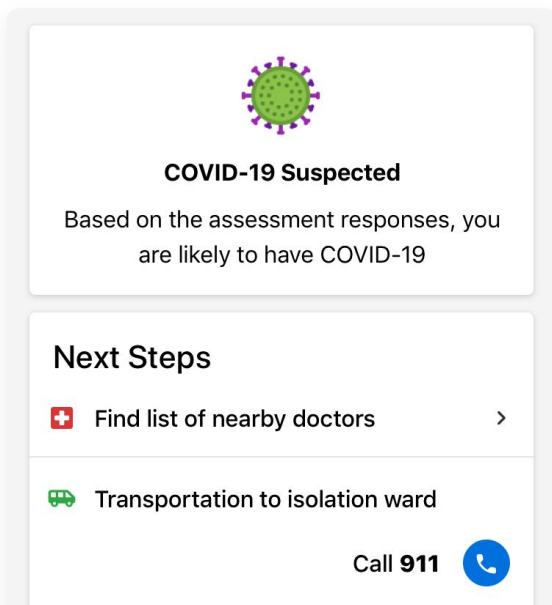 COVID-19 Suspected
Based on the assessment responses, you
are likely to have COVID-19
Next Steps
Find list of nearby doctors
Transportation to isolation ward
Call 911